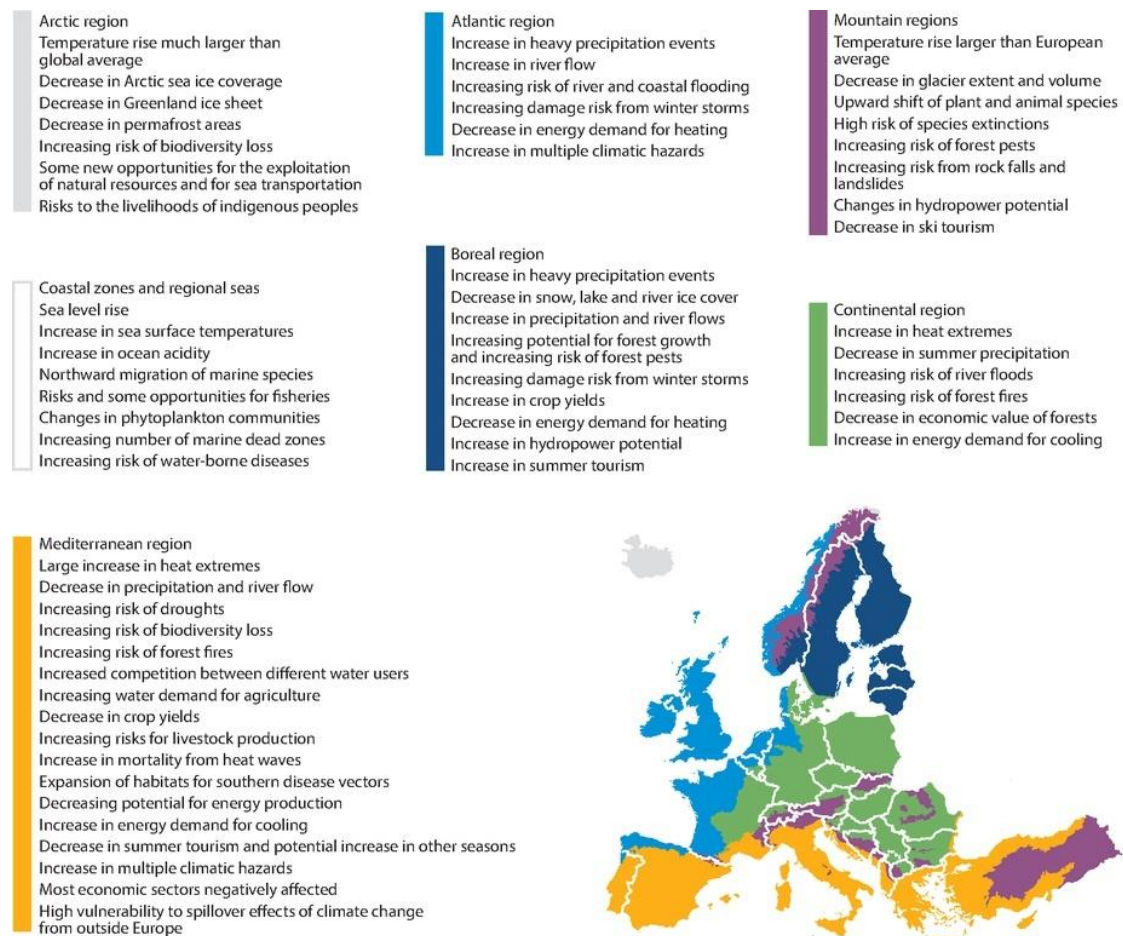 Arctic region
Temperature rise much larger than
global average
Decrease in Arctic sea ice coverage
Decrease in Greenland ice sheet
Decrease in permafrost areas
Increasing risk of biodiversity loss
Some new opportunities for the exploitation
of natural resources and for sea transportation
Risks to the livelihoods of indigenous peoples
Atlantic region
Increase in heavy precipitation events
Increase in river flow
Increasing risk of river and coastal flooding
Increasing damage risk from winter storms
Decrease in energy demand for heating
Increase in multiple climatic hazards
Mountain regions
Temperature rise larger than European
average
Decrease in glacier extent and volume
Upward shift of plant and animal species
High risk of species extinctions
Increasing risk of forest pests
Increasing risk from rock falls and
landslides
Changes in hydropower potential
Decrease in ski tourism
Coastal zones and regional seas
Sea level rise
Increase in sea surface temperatures
Increase in ocean acidity
Northward migration of marine species
Risks and some opportunities for fisheries
Changes in phytoplankton communities
Increasing number of marine dead zones
Increasing risk of water-borne diseases
Boreal region
Increase in heavy precipitation events
Decrease in snow, lake and river ice cover
Increase in precipitation and river flows
Increasing potential for forest growth
and increasing risk of forest pests
Increasing damage risk from winter storms
Increase in crop yields
Decrease in energy demand for heating
Increase in hydropower potential
Increase in summer tourism
Continental region
Increase in heat extremes
Decrease in summer precipitation
Increasing risk of river floods
Increasing risk of forest fires
Decrease in economic value of forests
Increase in energy demand for cooling
Mediterranean region
Large increase in heat extremes
Decrease in precipitation and river flow
Increasing risk of droughts
Increasing risk of biodiversity loss
Increasing risk of forest fires
Increased competition between different water users
Increasing water demand for agriculture
Decrease in crop yields
Increasing risks for livestock production
Increase in mortality from heat waves
Expansion of habitats for southern disease vectors
Decreasing potential for energy production
Increase in energy demand for cooling
Decrease in summer tourism and potential increase in other seasons
Increase in multiple climatic hazards
Most economic sectors negatively affected
High vulnerability to spillover effects of climate change
from outside Europe